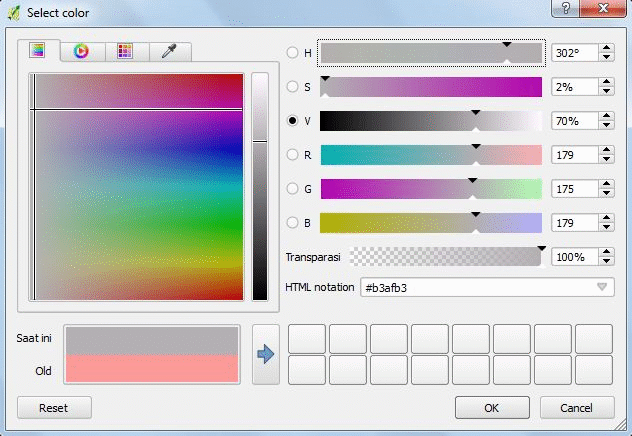 Select color
H 302°
S 2%
V 70%
R 179
G 175
B 179
Transparasi 100%
HTML notation #b3afb3
Saat ini
Old
Reset OK Cancel